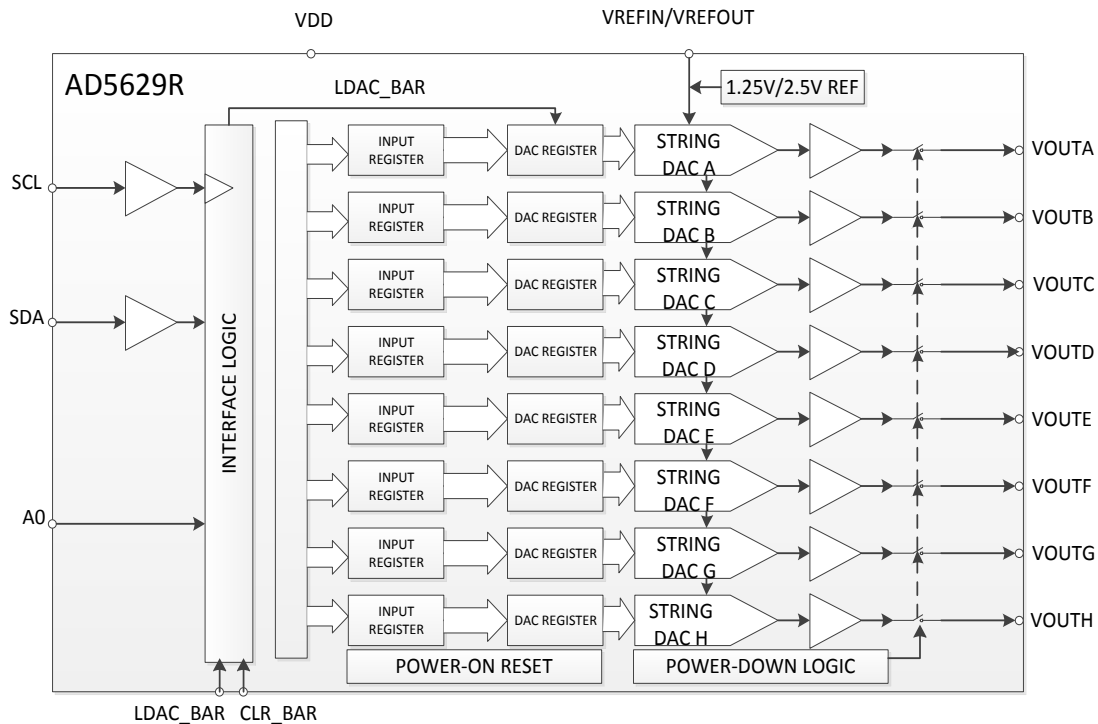 VDD
VREFIN/VREFOUT
AD5629R
LDAC_BAR
1.25V/2.5V REF
INPUT
REGISTER
DAC REGISTER
STRING
DAC A
VOUTA
SCL
INPUT
REGISTER
DAC REGISTER
STRING
DAC B
VOUTB
INPUT
REGISTER
DAC REGISTER
STRING
DAC C
VOUTC
SDA
INPUT
REGISTER
DAC REGISTER
STRING
DAC D
VOUTD
INTERFACE LOGIC
INPUT
REGISTER
DAC REGISTER
STRING
DAC E
VOUTE
INPUT
REGISTER
DAC REGISTER
STRING
DAC F
VOUTF
A0
INPUT
REGISTER
DAC REGISTER
STRING
DAC G
VOUTG
INPUT
REGISTER
DAC REGISTER
STRING
DAC H
VOUTH
POWER-ON RESET
POWER-DOWN LOGIC
LDAC_BAR
CLR_BAR